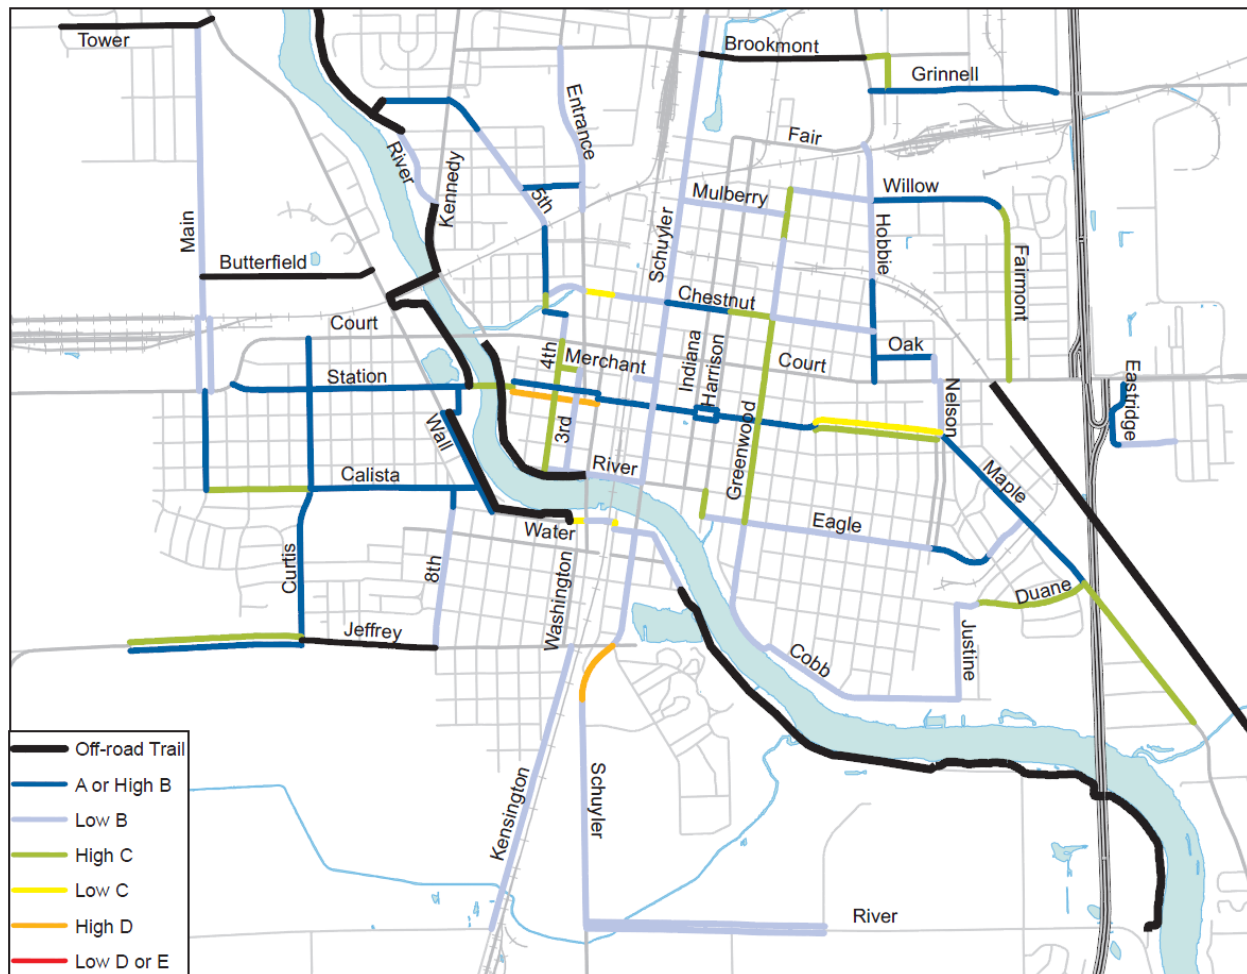 Tower
Brookmont
Grinnell
Entrance
Fair
River
Kennedy
5th
Mulberry
Willow
Main
Schuyler
Hobbie
Fairmont
Butterfield
Chestnut
Court
4th
Merchant
Indiana
Harrison
Court
Oak
Station
Nelson
Eastridge
Wall
3rd
Greenwood
Calista
River
Maple
Water
Eagle
Curtis
8th
Washington
Duane
Jeffrey
Cobb
Justine
Off-road Trail
A or High B
Low B
High C
Low C
High D
Low D or E
Kensington
Schuyler
River